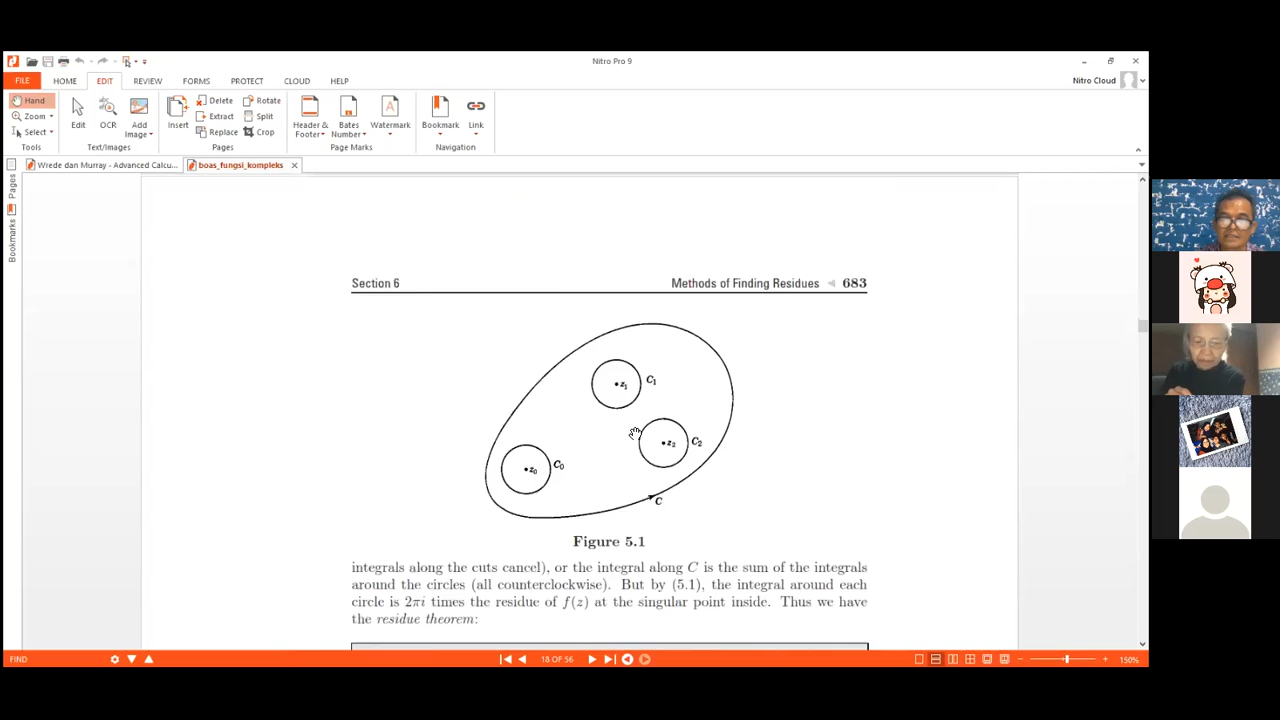 Nitro Pro 9
FILE HOME EDIT REVIEW FORMS PROTECT CLOUD HELP
Nitro Cloud
Hand
Zoom
Select
Tools
Edit
OCR
Add Image
Text/Images
Insert
Delete
Extract
Replace
Rotate
Split
Crop
Pages
Header & Footer
Bates Number
Watermark
Page Marks
Bookmark
Link
Navigation
Wrede dan Murray - Advanced Calcu...
boas_fungsi_kompleks
Pages
Bookmarks
Section 6 Methods of Finding Residues 683
z₁ C₁
z₂ C₂
z₀ C₀
C
Figure 5.1
integrals along the cuts cancel), or the integral along C is the sum of the integrals
around the circles (all counterclockwise). But by (5.1), the integral around each
circle is 2πi times the residue of f(z) at the singular point inside. Thus we have
the residue theorem:
FIND
18 OF 56
150%